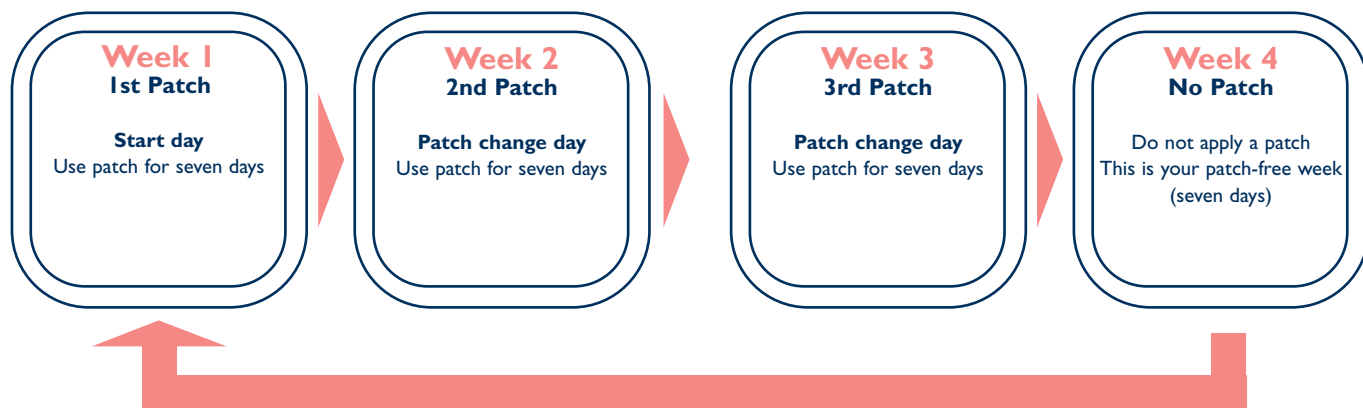 Week 1
1st Patch
Start day
Use patch for seven days
Week 2
2nd Patch
Patch change day
Use patch for seven days
Week 3
3rd Patch
Patch change day
Use patch for seven days
Week 4
No Patch
Do not apply a patch
This is your patch-free week
(seven days)